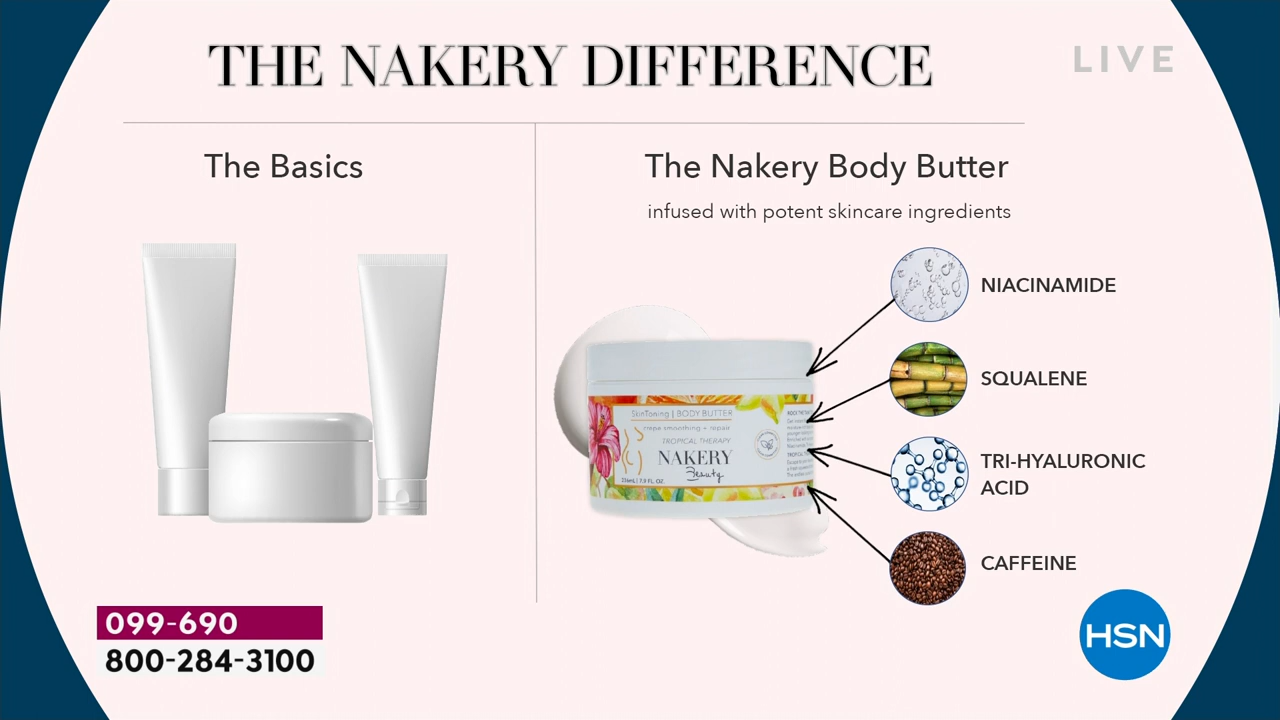 THE NAKERY DIFFERENCE
LIVE
The Basics
The Nakery Body Butter
infused with potent skincare ingredients
NIACINAMIDE
SQUALENE
TRI-HYALURONIC
ACID
CAFFEINE
SkinToning | BODY BUTTER
crepe smoothing + repair
TROPICAL THERAPY
NAKERY
Beauty
099-690
800-284-3100
HSN